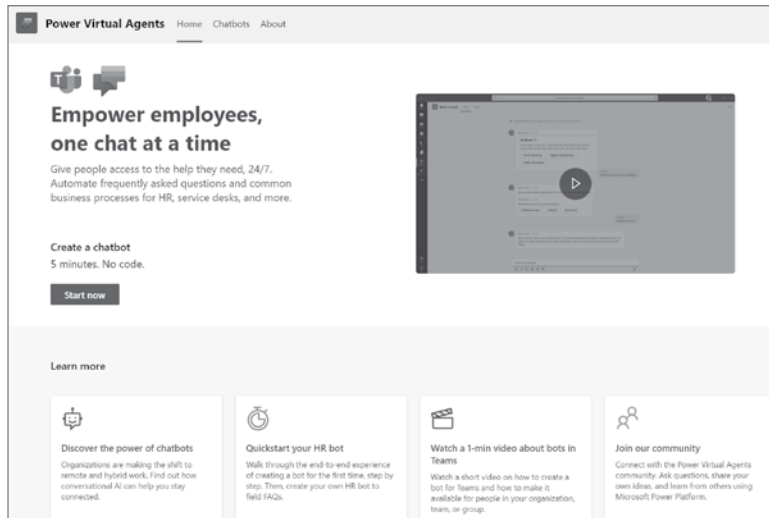 Power Virtual Agents Home Chatbots About
Empower employees,
one chat at a time
Give people access to the help they need, 24/7.
Automate frequently asked questions and common
business processes for HR, service desks, and more.
Create a chatbot
5 minutes. No code.
Start now
Learn more
Discover the power of chatbots
Organizations are making the shift to
remote and hybrid work. Find out how
conversational AI can help you stay
connected.
Quickstart your HR bot
Walk through the end-to-end experience
of creating a bot for the first time, step by
step. Then, create your own HR bot to
field FAQs.
Watch a 1-min video about bots in
Teams
Watch a short video on how to create a
bot for Teams and how to make it
available for people in your organization,
team, or group.
Join our community
Connect with the Power Virtual Agents
community. Ask questions, share your
own ideas, and learn from others using
Microsoft Power Platform.